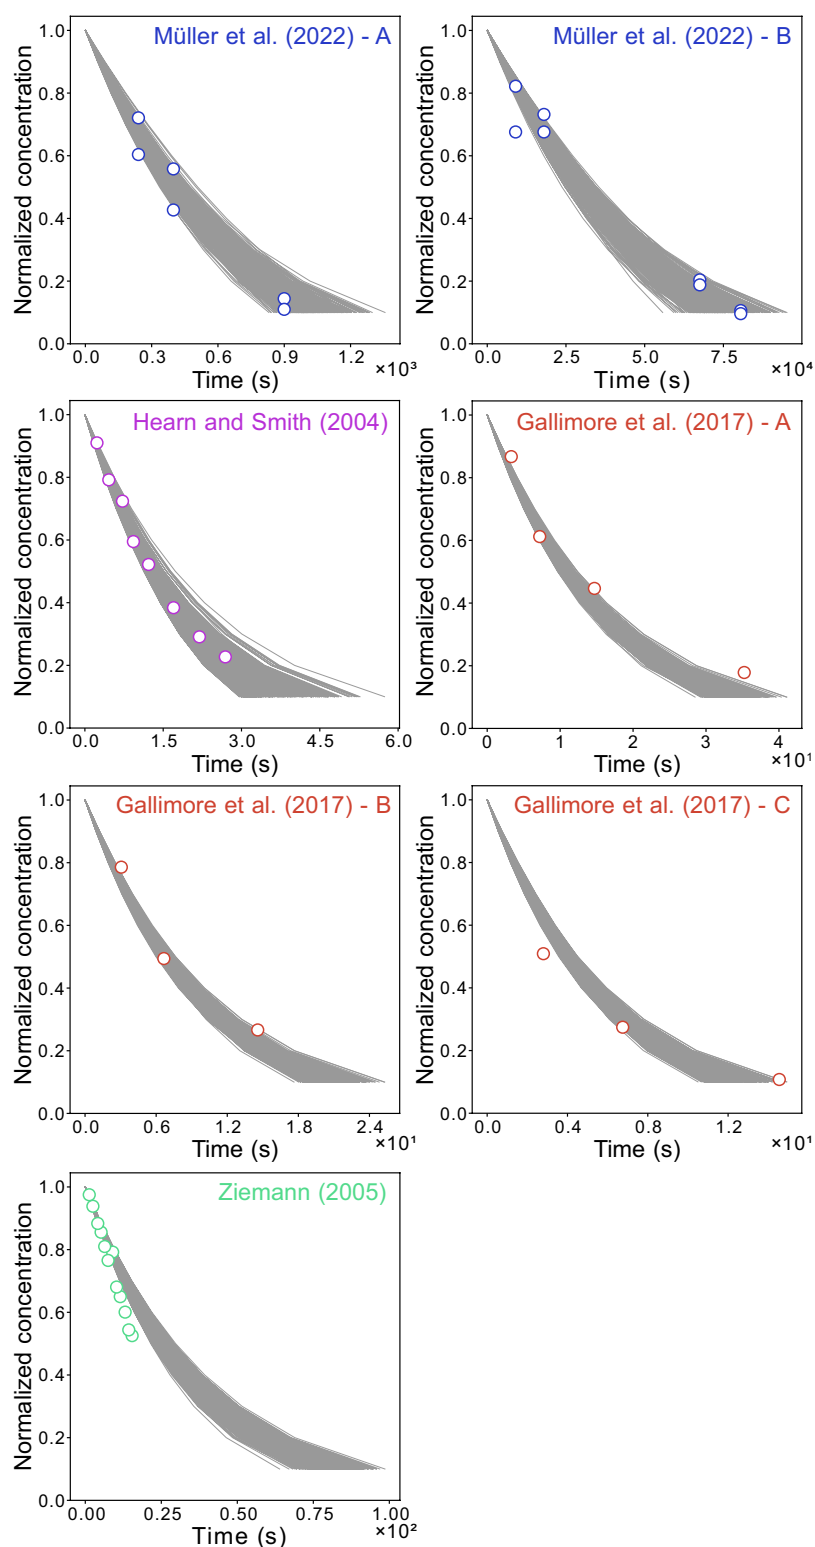 Müller et al. (2022) - A
Normalized concentration
1.0
0.8
0.6
0.4
0.2
0.0
0.0 0.3 0.6 0.9 1.2
×10³
Time (s)
Müller et al. (2022) - B
Normalized concentration
1.0
0.8
0.6
0.4
0.2
0.0
0.0 2.5 5.0 7.5
×10⁴
Time (s)
Hearn and Smith (2004)
Normalized concentration
1.0
0.8
0.6
0.4
0.2
0.0
0.0 1.5 3.0 4.5 6.0
Time (s)
Gallimore et al. (2017) - A
Normalized concentration
1.0
0.8
0.6
0.4
0.2
0.0
0 1 2 3 4
×10¹
Time (s)
Gallimore et al. (2017) - B
Normalized concentration
1.0
0.8
0.6
0.4
0.2
0.0
0.0 0.6 1.2 1.8 2.4
×10¹
Time (s)
Gallimore et al. (2017) - C
Normalized concentration
1.0
0.8
0.6
0.4
0.2
0.0
0.0 0.4 0.8 1.2
×10¹
Time (s)
Ziemann (2005)
Normalized concentration
1.0
0.8
0.6
0.4
0.2
0.0
0.00 0.25 0.50 0.75 1.00
×10²
Time (s)